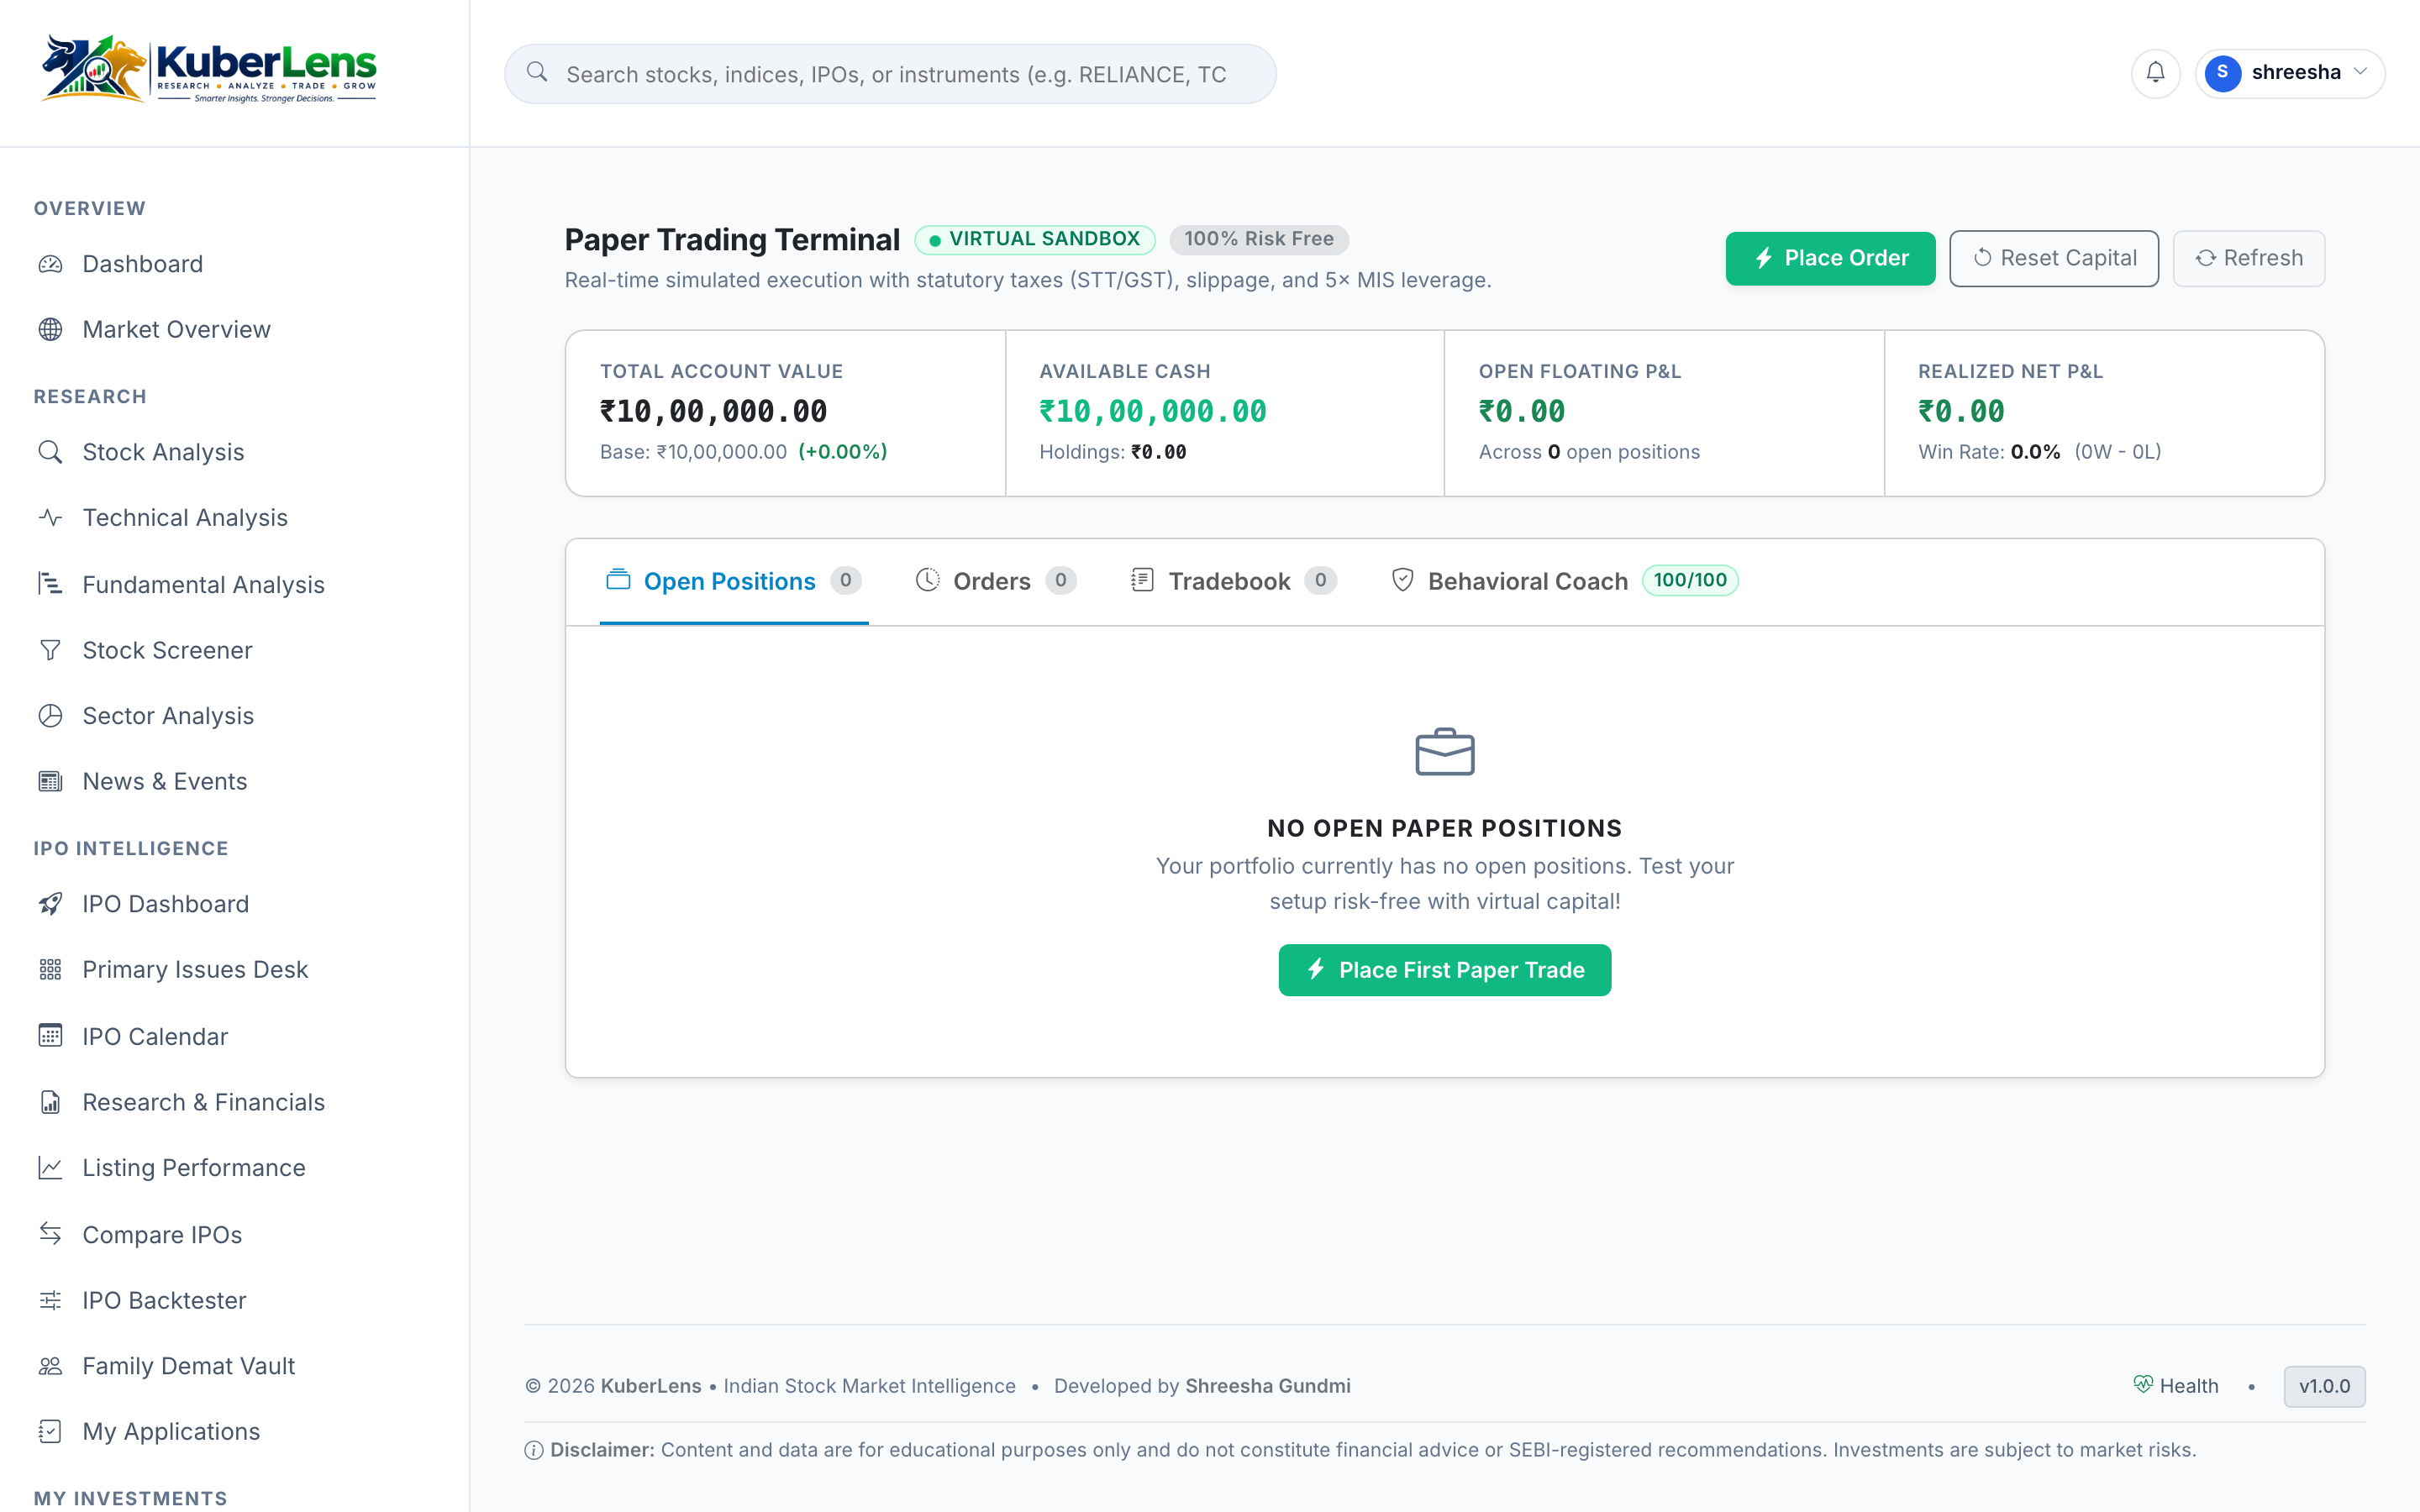 KuberLens
RESEARCH • ANALYZE • TRADE • GROW
Smarter Insights. Stronger Decisions.
Search stocks, indices, IPOs, or instruments (e.g. RELIANCE, TC
S
shreesha
OVERVIEW
Dashboard
Market Overview
RESEARCH
Stock Analysis
Technical Analysis
Fundamental Analysis
Stock Screener
Sector Analysis
News & Events
IPO INTELLIGENCE
IPO Dashboard
Primary Issues Desk
IPO Calendar
Research & Financials
Listing Performance
Compare IPOs
IPO Backtester
Family Demat Vault
My Applications
MY INVESTMENTS
Paper Trading Terminal
VIRTUAL SANDBOX
100% Risk Free
Real-time simulated execution with statutory taxes (STT/GST), slippage, and 5× MIS leverage.
Place Order
Reset Capital
Refresh
TOTAL ACCOUNT VALUE
₹10,00,000.00
Base: ₹10,00,000.00 (+0.00%)
AVAILABLE CASH
₹10,00,000.00
Holdings: ₹0.00
OPEN FLOATING P&L
₹0.00
Across 0 open positions
REALIZED NET P&L
₹0.00
Win Rate: 0.0% (0W - 0L)
Open Positions 0
Orders 0
Tradebook 0
Behavioral Coach 100/100
NO OPEN PAPER POSITIONS
Your portfolio currently has no open positions. Test your
setup risk-free with virtual capital!
Place First Paper Trade
© 2026 KuberLens • Indian Stock Market Intelligence • Developed by Shreesha Gundmi
Health • v1.0.0
Disclaimer: Content and data are for educational purposes only and do not constitute financial advice or SEBI-registered recommendations. Investments are subject to market risks.